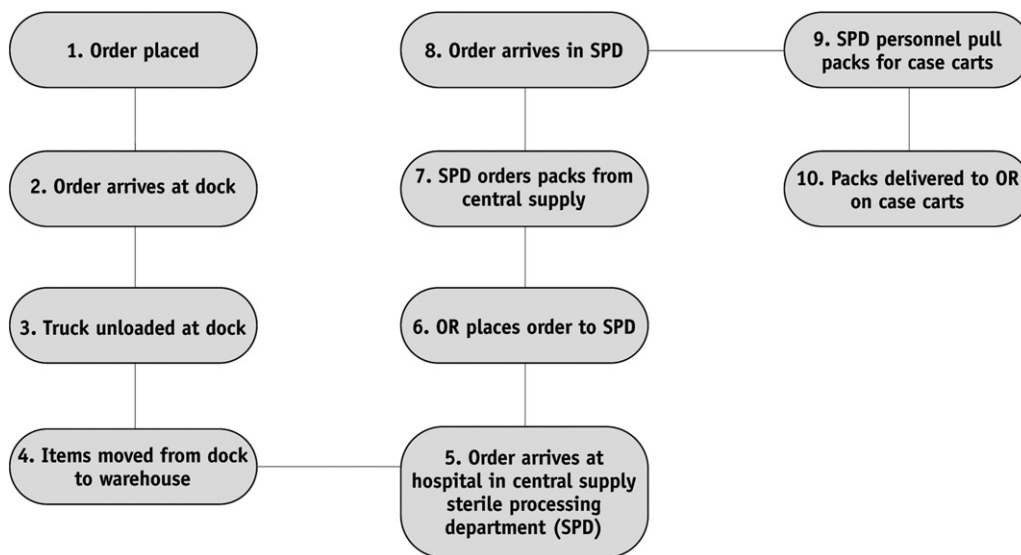 1. Order placed
2. Order arrives at dock
3. Truck unloaded at dock
4. Items moved from dock
to warehouse
5. Order arrives at
hospital in central supply
sterile processing
department (SPD)
6. OR places order to SPD
7. SPD orders packs from
central supply
8. Order arrives in SPD
9. SPD personnel pull
packs for case carts
10. Packs delivered to OR
on case carts